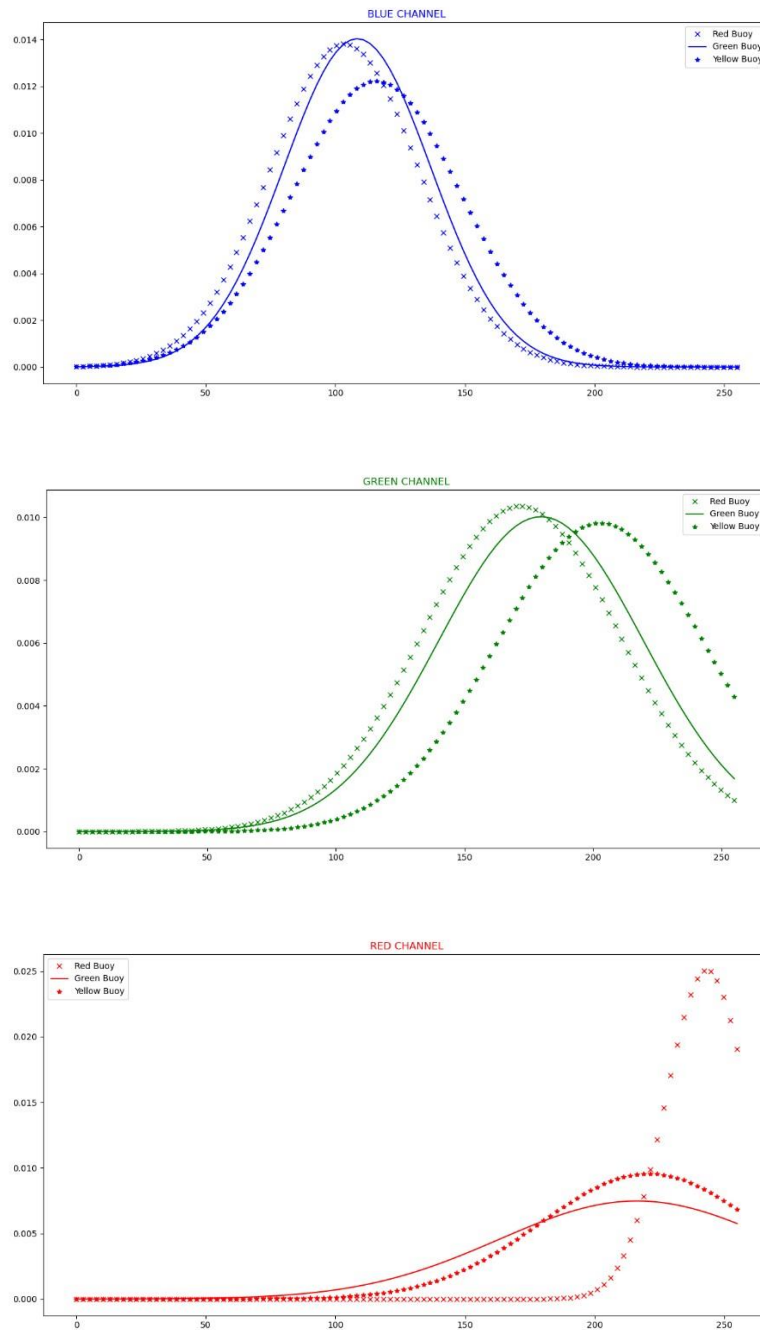 BLUE CHANNEL
Red Buoy
Green Buoy
Yellow Buoy
0.014
0.012
0.010
0.008
0.006
0.004
0.002
0.000
0 50 100 150 200 250
GREEN CHANNEL
Red Buoy
Green Buoy
Yellow Buoy
0.010
0.008
0.006
0.004
0.002
0.000
0 50 100 150 200 250
RED CHANNEL
Red Buoy
Green Buoy
Yellow Buoy
0.025
0.020
0.015
0.010
0.005
0.000
0 50 100 150 200 250